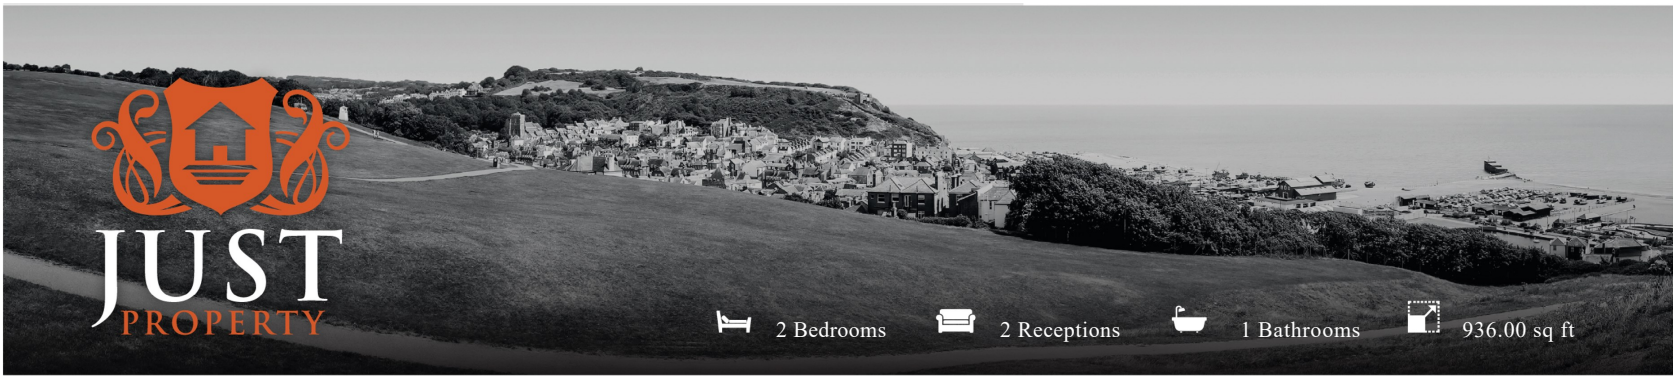 JUST
PROPERTY
2 Bedrooms
2 Receptions
1 Bathrooms
936.00 sq ft